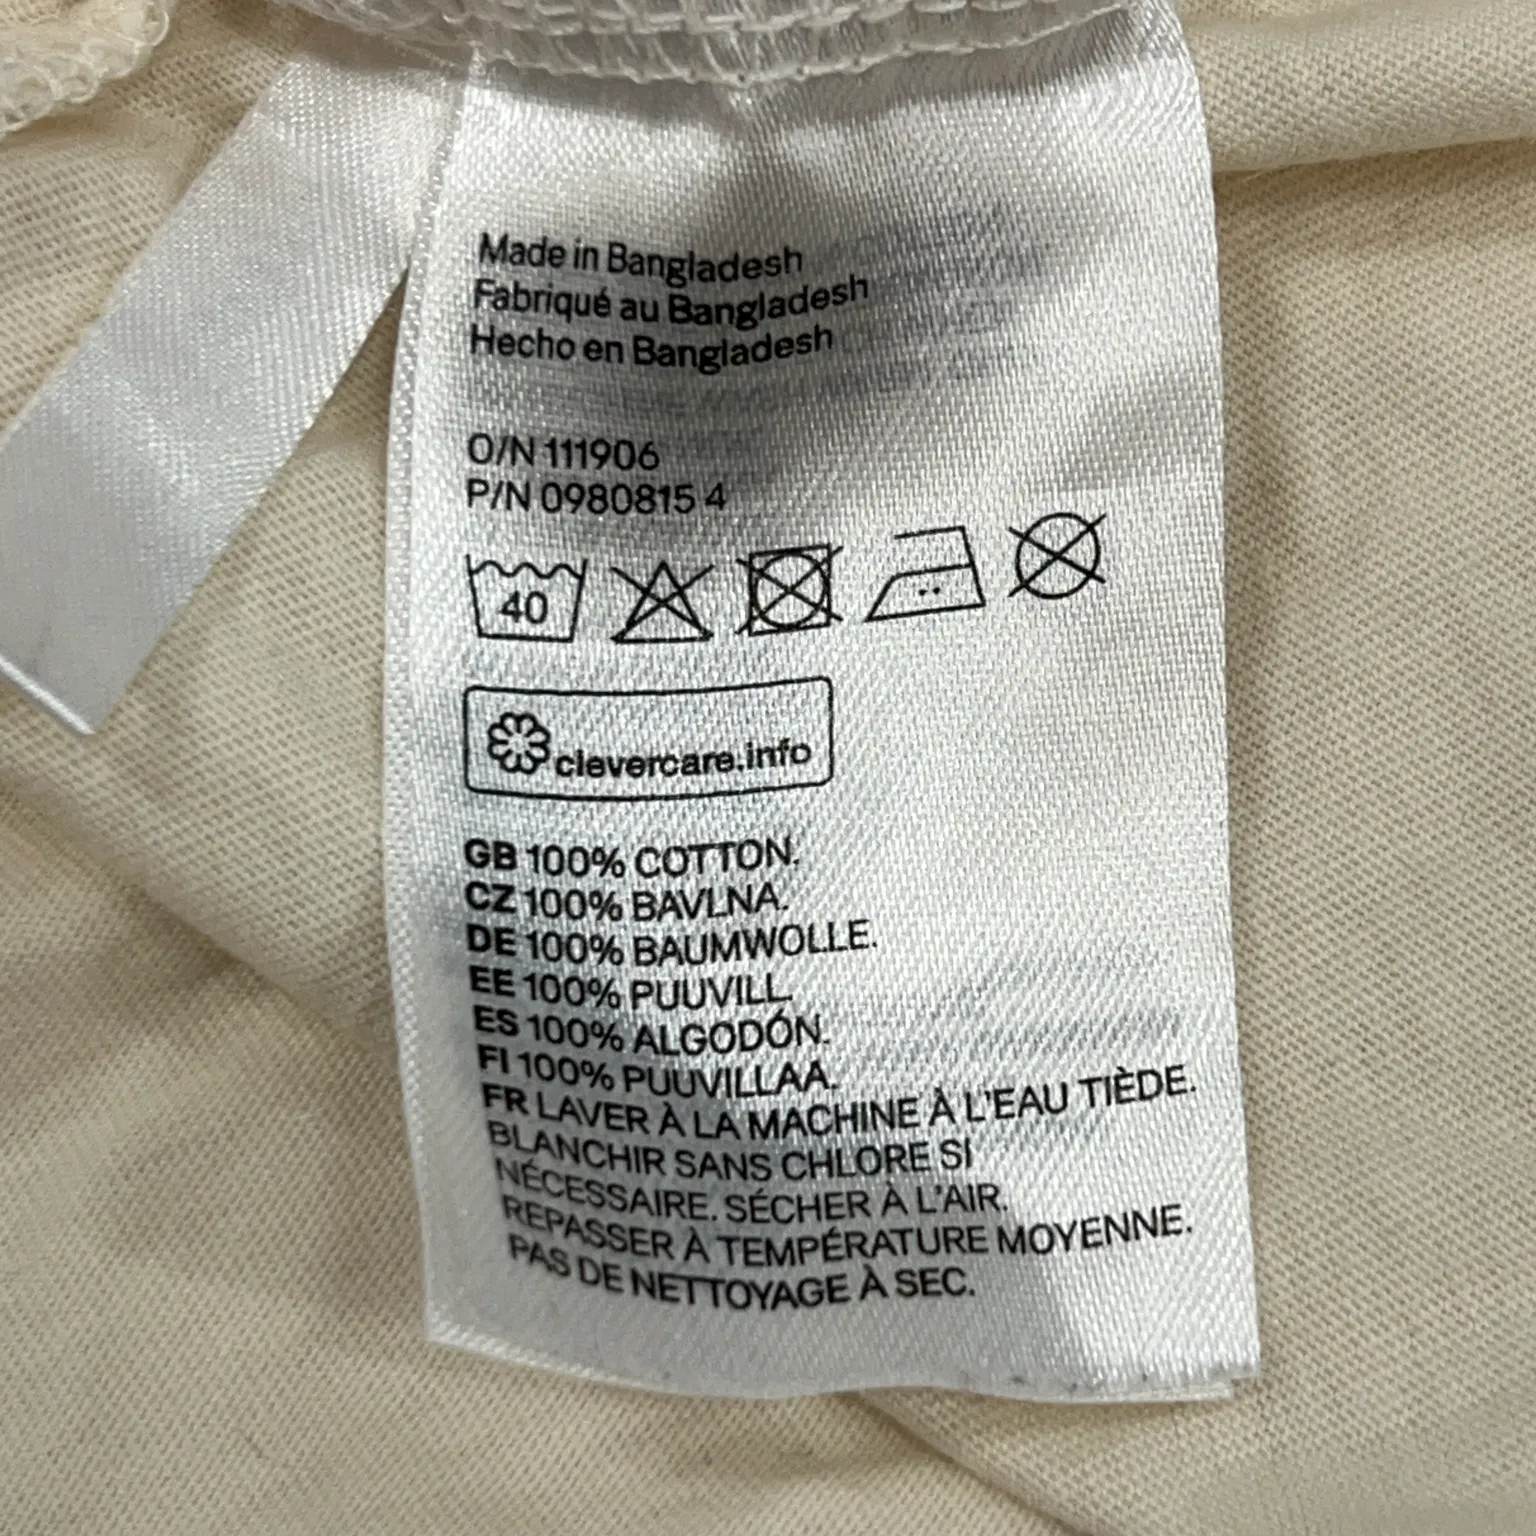 Made in Bangladesh
Fabriqué au Bangladesh
Hecho en Bangladesh
O/N 111906
P/N 0980815 4
40
clevercare.info
GB 100% COTTON.
CZ 100% BAVLNA.
DE 100% BAUMWOLLE.
EE 100% PUUVILL.
ES 100% ALGODÓN.
FI 100% PUUVILLAA.
FR LAVER À LA MACHINE À L'EAU TIÈDE.
BLANCHIR SANS CHLORE SI
NÉCESSAIRE. SÉCHER À L'AIR.
REPASSER À TEMPÉRATURE MOYENNE.
PAS DE NETTOYAGE À SEC.